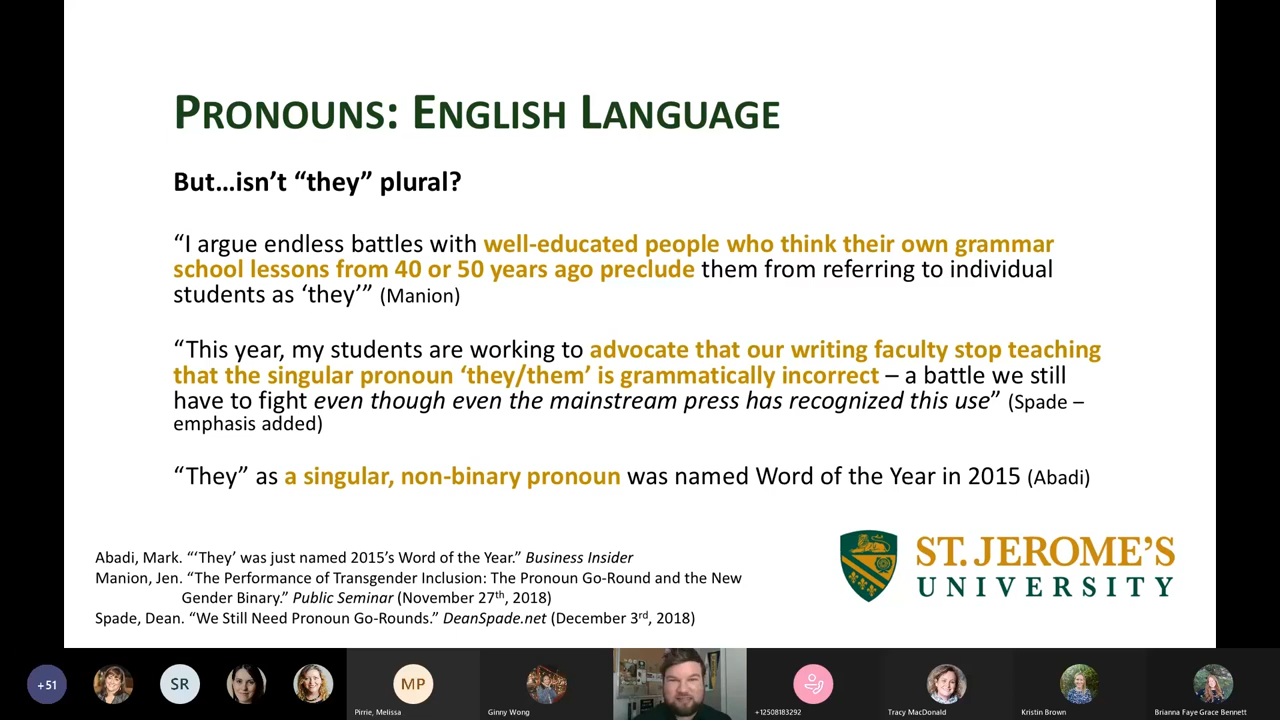 PRONOUNS: ENGLISH LANGUAGE
But…isn’t “they” plural?
“I argue endless battles with well-educated people who think their own grammar
school lessons from 40 or 50 years ago preclude them from referring to individual
students as ‘they’” (Manion)
“This year, my students are working to advocate that our writing faculty stop teaching
that the singular pronoun ‘they/them’ is grammatically incorrect – a battle we still
have to fight even though even the mainstream press has recognized this use” (Spade –
emphasis added)
“They” as a singular, non-binary pronoun was named Word of the Year in 2015 (Abadi)
Abadi, Mark. “‘They’ was just named 2015’s Word of the Year.” Business Insider
Manion, Jen. “The Performance of Transgender Inclusion: The Pronoun Go-Round and the New
Gender Binary.” Public Seminar (November 27th, 2018)
Spade, Dean. “We Still Need Pronoun Go-Rounds.” DeanSpade.net (December 3rd, 2018)
ST. JEROME’S
UNIVERSITY
+51
SR
MP
Pirrie, Melissa
Ginny Wong
+12508183292
Tracy MacDonald
Kristin Brown
Brianna Faye Grace Bennett